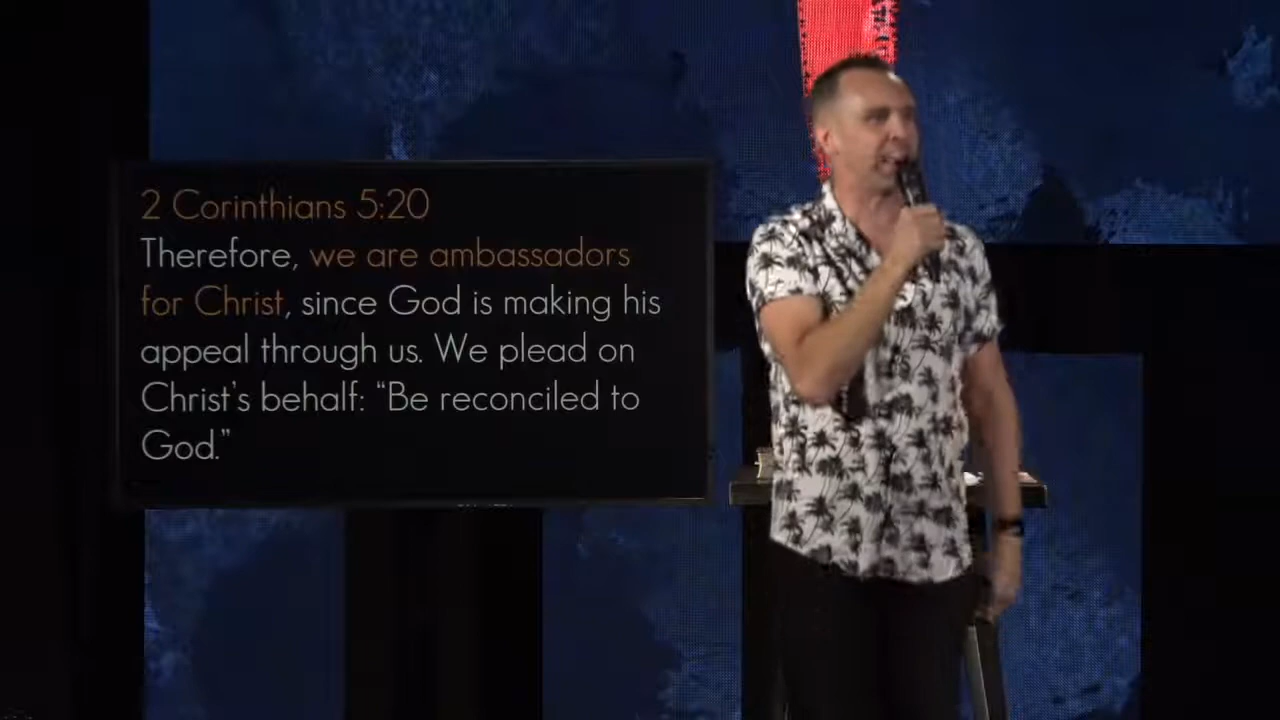 2 Corinthians 5:20
Therefore, we are ambassadors
for Christ, since God is making his
appeal through us. We plead on
Christ's behalf: “Be reconciled to
God.”